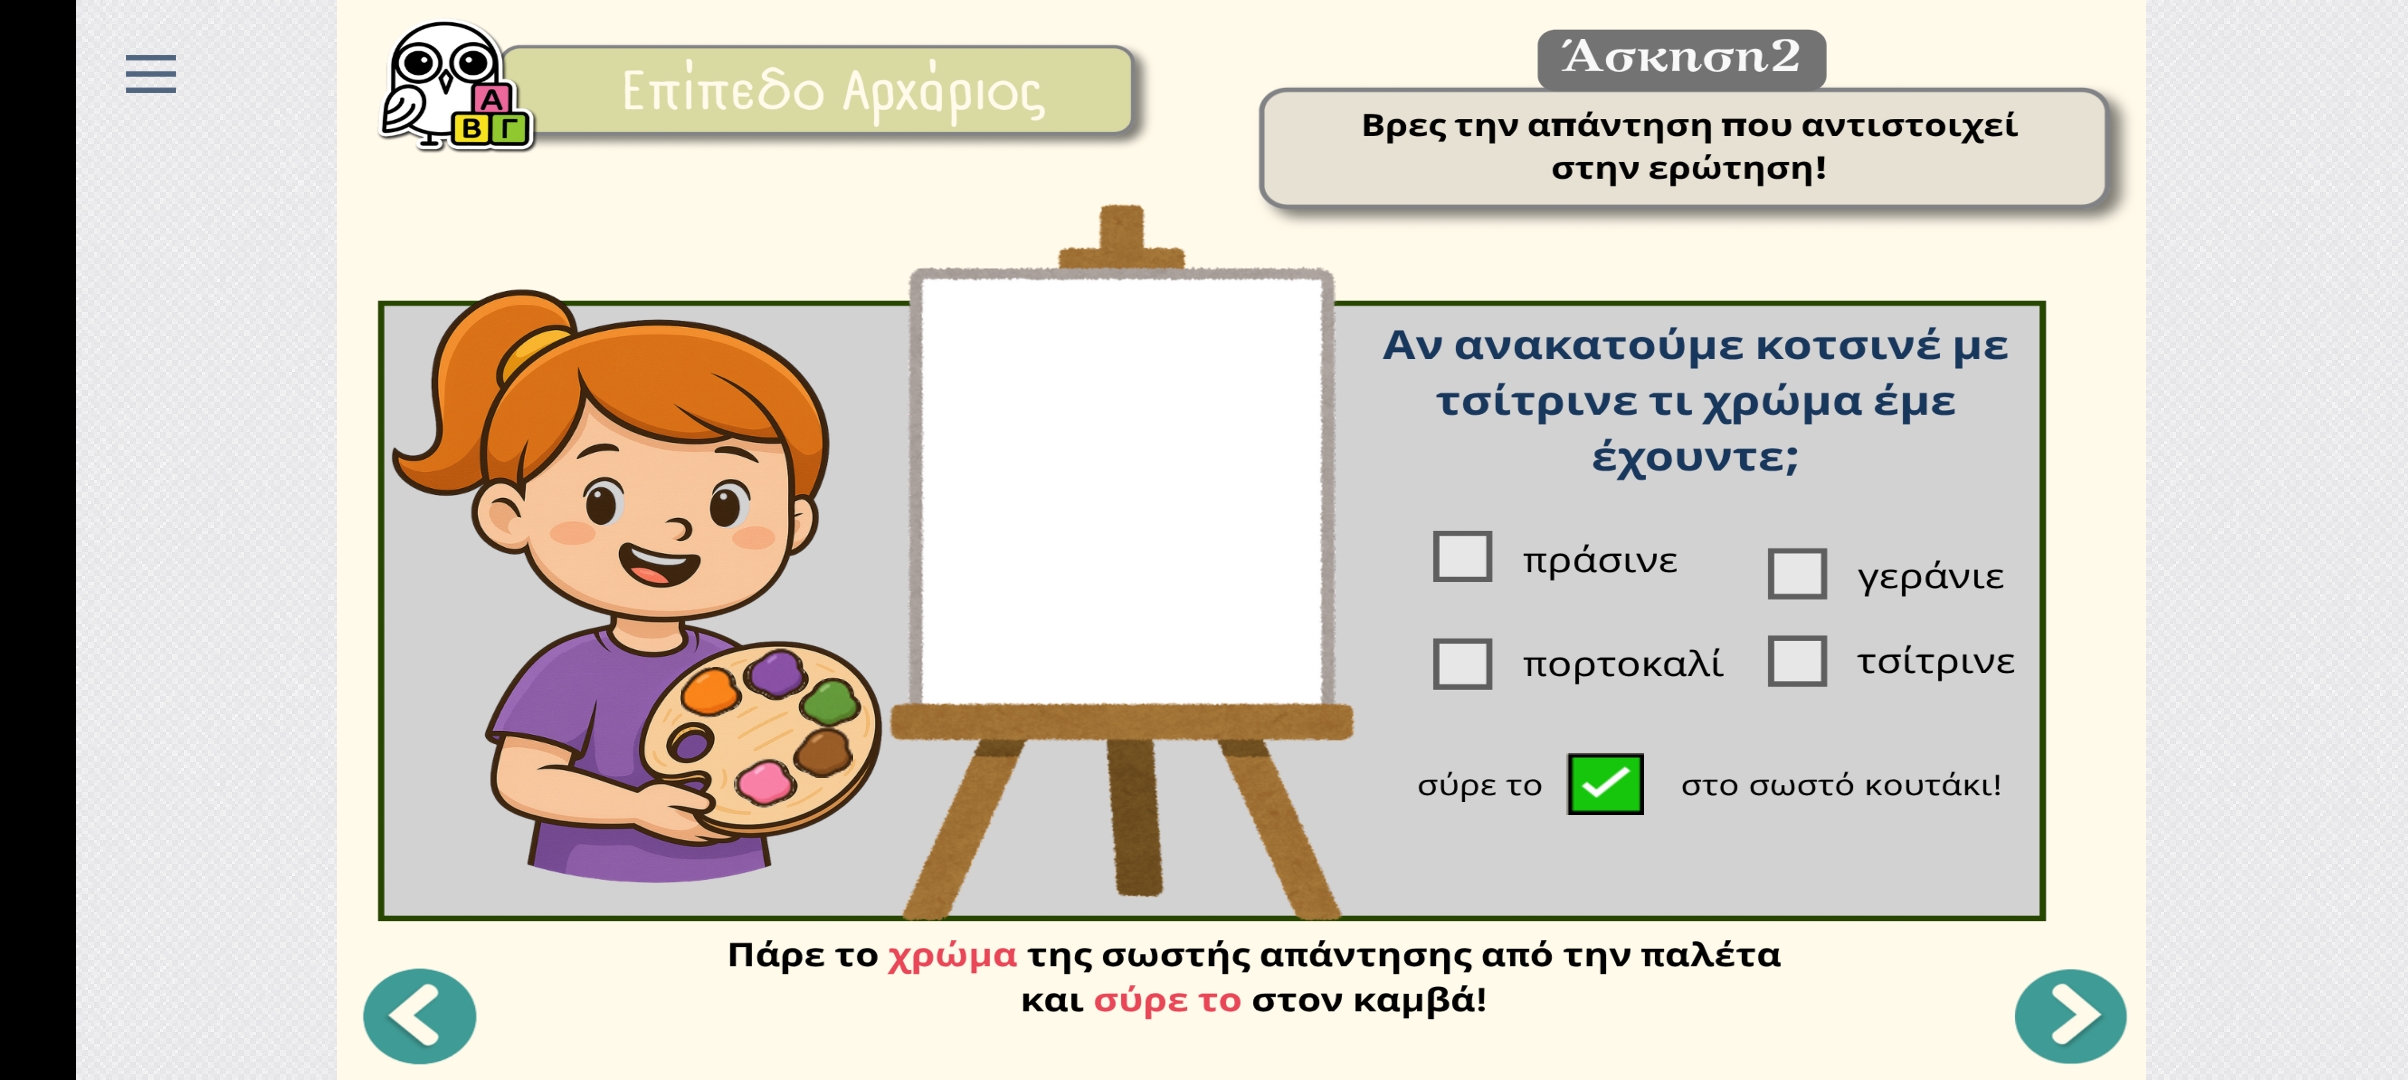 Επίπεδο Αρχάριος
Α
Β Γ
Άσκηση2
Βρες την απάντηση που αντιστοιχεί
στην ερώτηση!
Αν ανακατούμε κοτσινέ με
τσίτρινε τι χρώμα έμε
έχουντε;
πράσινε
γεράνιε
πορτοκαλί
τσίτρινε
σύρε το στο σωστό κουτάκι!
Πάρε το χρώμα της σωστής απάντησης από την παλέτα
και σύρε το στον καμβά!